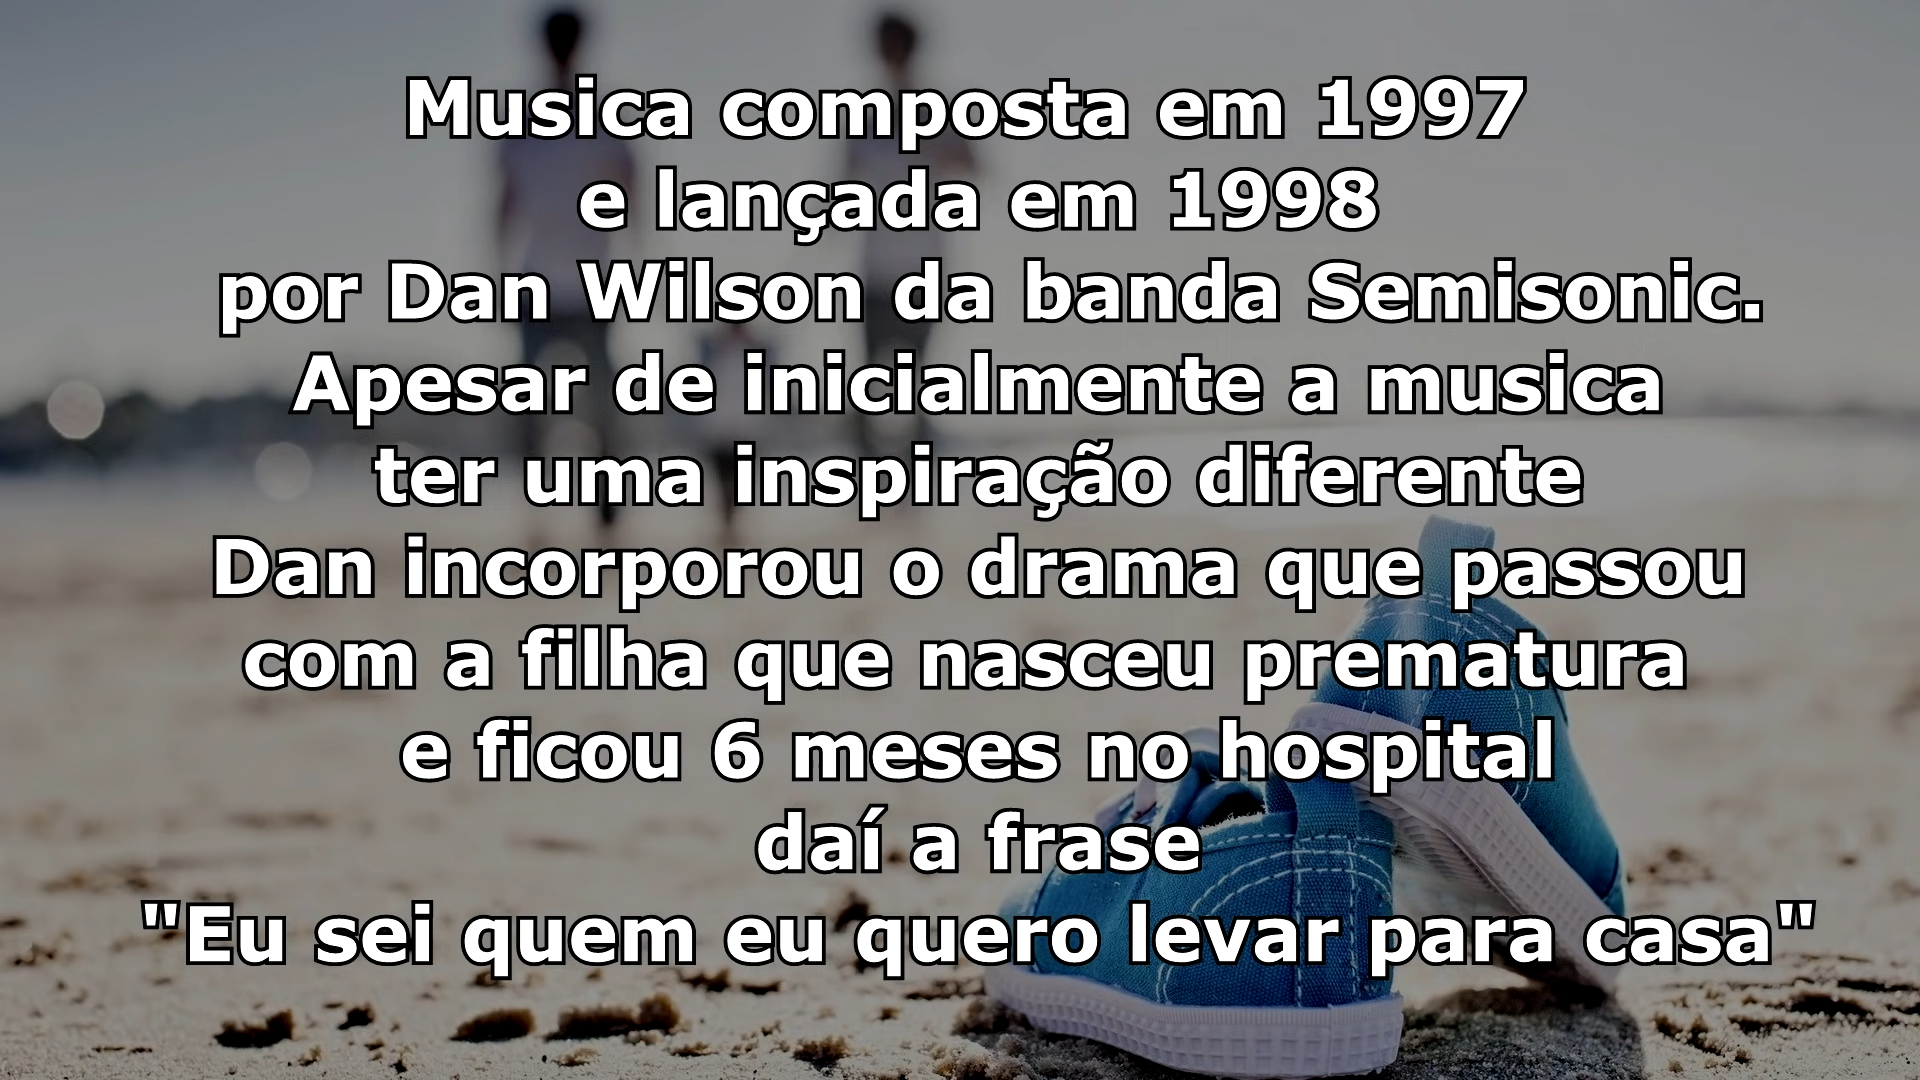 Musica composta em 1997
e lançada em 1998
por Dan Wilson da banda Semisonic.
Apesar de inicialmente a musica
ter uma inspiração diferente
Dan incorporou o drama que passou
com a filha que nasceu prematura
e ficou 6 meses no hospital
daí a frase
"Eu sei quem eu quero levar para casa"